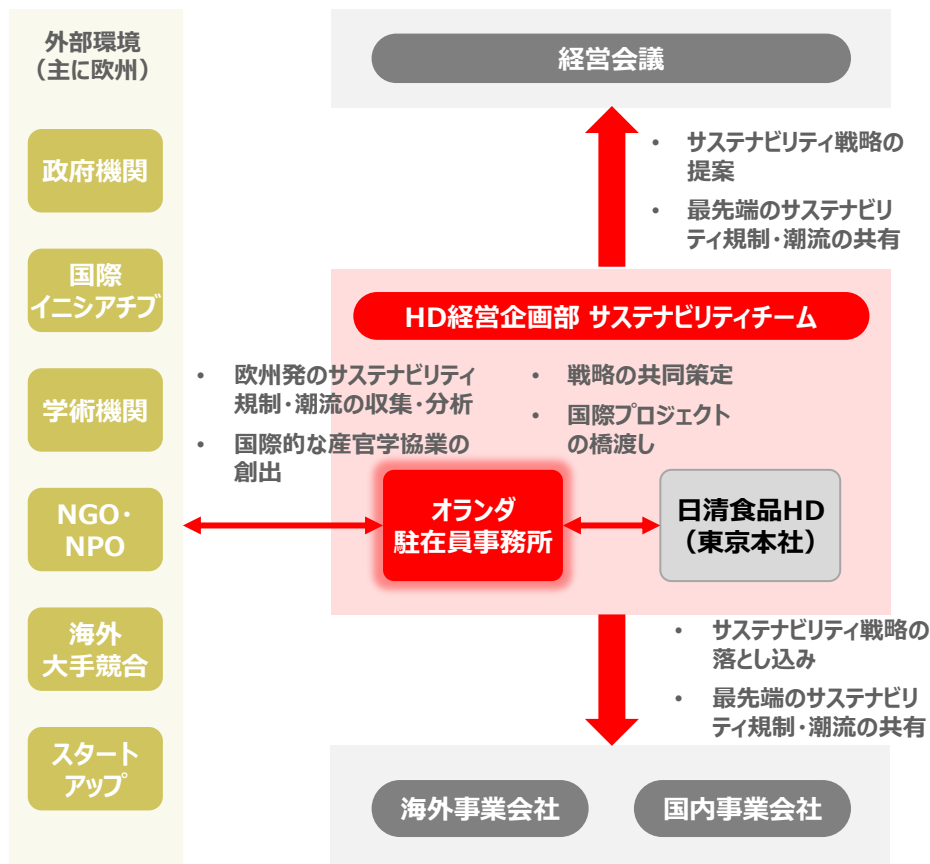 外部環境
（主に欧州）
政府機関
国際
イニシアチブ
学術機関
NGO・
NPO
海外
大手競合
スタート
アップ
経営会議
• サステナビリティ戦略の
提案
• 最先端のサステナビリ
ティ規制・潮流の共有
HD経営企画部 サステナビリティチーム
• 欧州発のサステナビリティ
規制・潮流の収集・分析
• 国際的な産官学協業の
創出
• 戦略の共同策定
• 国際プロジェクト
の橋渡し
オランダ
駐在員事務所
日清食品HD
（東京本社）
• サステナビリティ戦略の
落とし込み
• 最先端のサステナビリ
ティ規制・潮流の共有
海外事業会社
国内事業会社